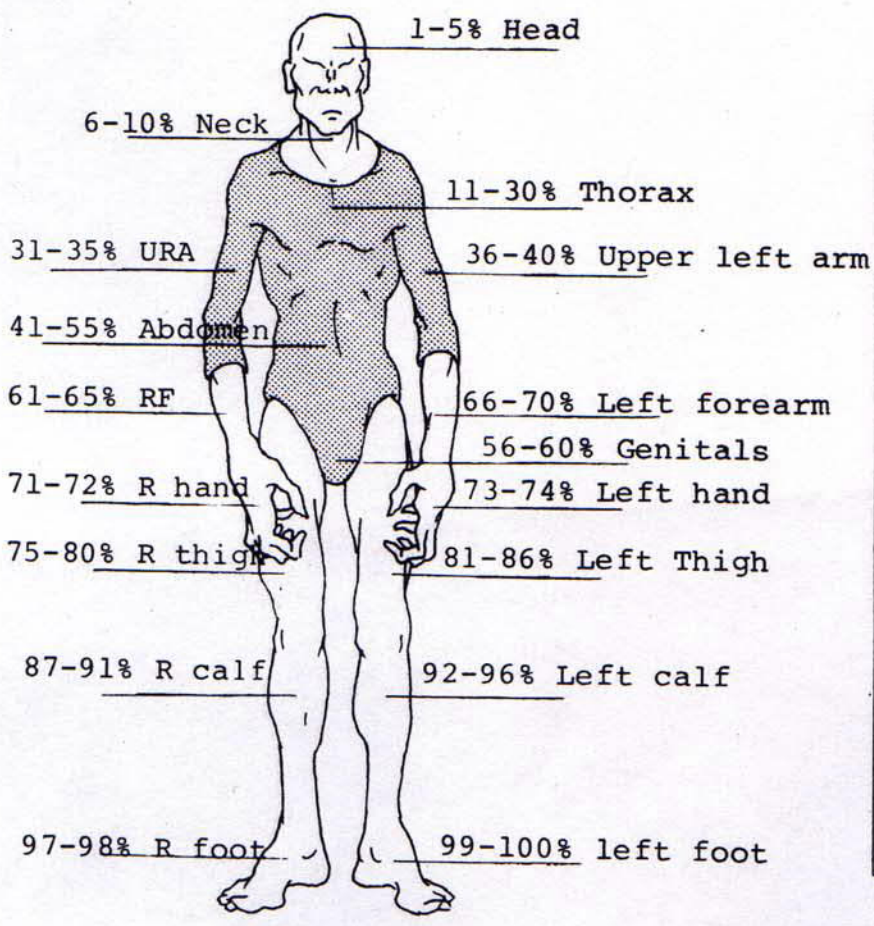 1-5% Head
6-10% Neck
11-30% Thorax
31-35% URA
36-40% Upper left arm
41-55% Abdomen
61-65% RF
66-70% Left forearm
56-60% Genitals
71-72% R hand
73-74% Left hand
75-80% R thigh
81-86% Left Thigh
87-91% R calf
92-96% Left calf
97-98% R foot
99-100% left foot